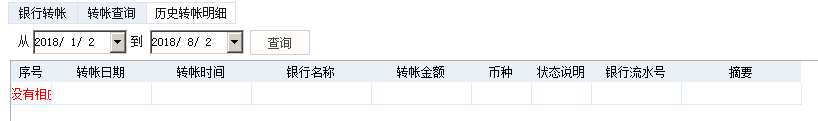 银行转帐 转帐查询 历史转帐明细
从 2018/ 1/ 2 到 2018/ 8/ 2 查询
序号 转帐日期 转帐时间 银行名称 转帐金额 币种 状态说明 银行流水号 摘要
没有相